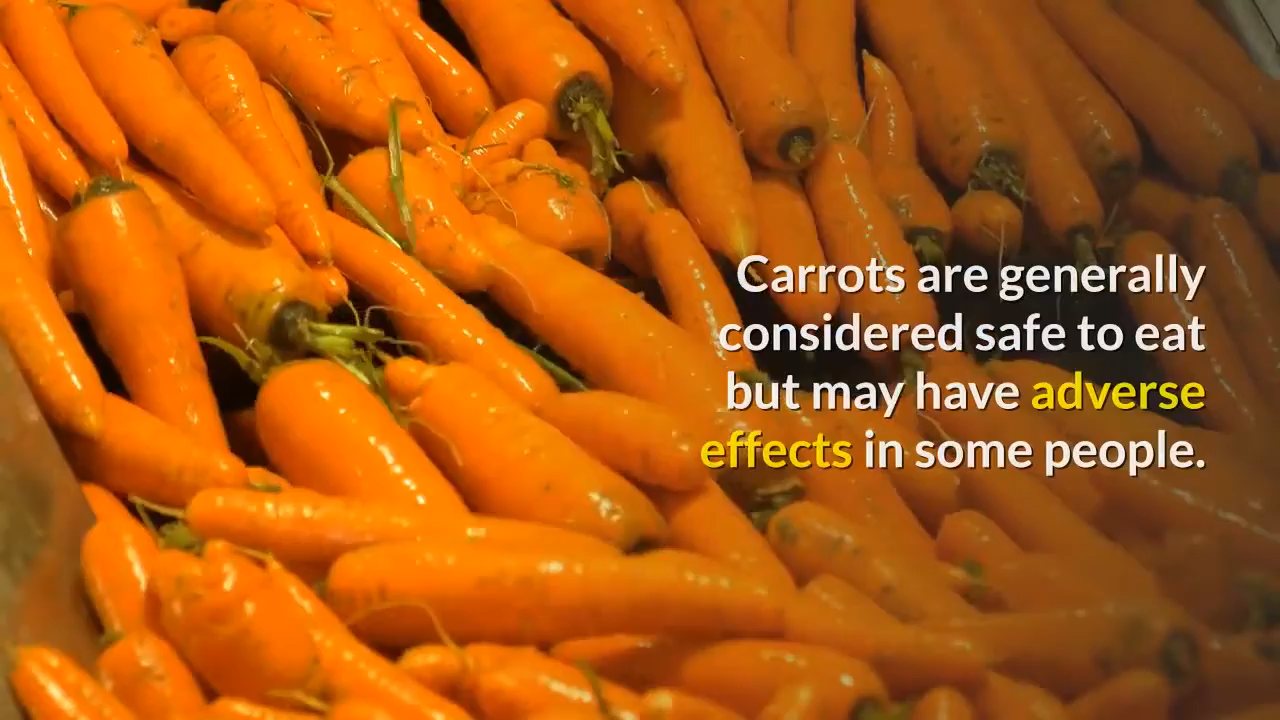 Carrots are generally
considered safe to eat
but may have adverse
effects in some people.